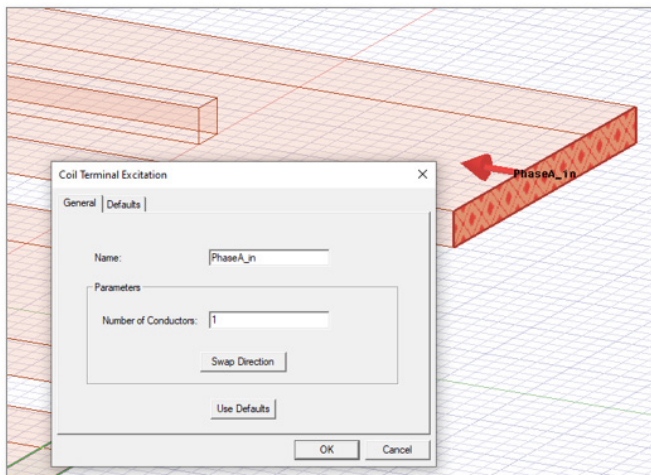 PhaseA_in
Coil Terminal Excitation
General Defaults
Name: PhaseA_in
Parameters
Number of Conductors: 1
Swap Direction
Use Defaults
OK Cancel